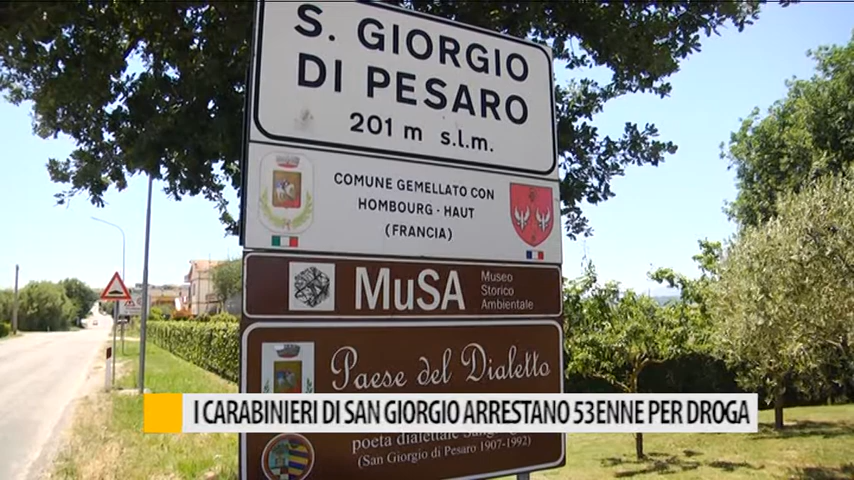 S. GIORGIO
DI PESARO
201 m s.l.m.
COMUNE GEMELLATO CON
HOMBOURG - HAUT
(FRANCIA)
MuSA
Museo
Storico
Ambientale
Paese del Dialetto
I CARABINIERI DI SAN GIORGIO ARRESTANO 53ENNE PER DROGA
poeta dialettale
(San Giorgio di Pesaro 1907-1992)